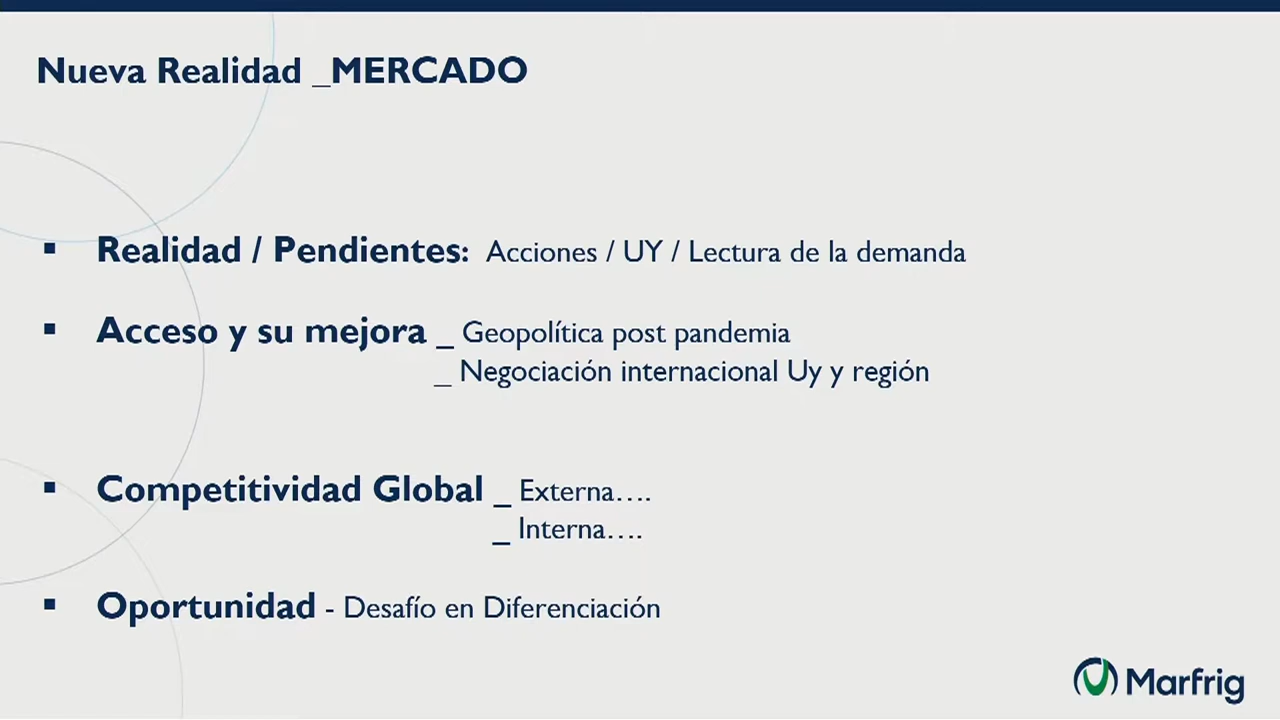 Nueva Realidad _MERCADO
▪ Realidad / Pendientes: Acciones / UY / Lectura de la demanda
▪ Acceso y su mejora _ Geopolítica post pandemia
_ Negociación internacional Uy y región
▪ Competitividad Global _ Externa....
_ Interna....
▪ Oportunidad - Desafío en Diferenciación
Marfrig